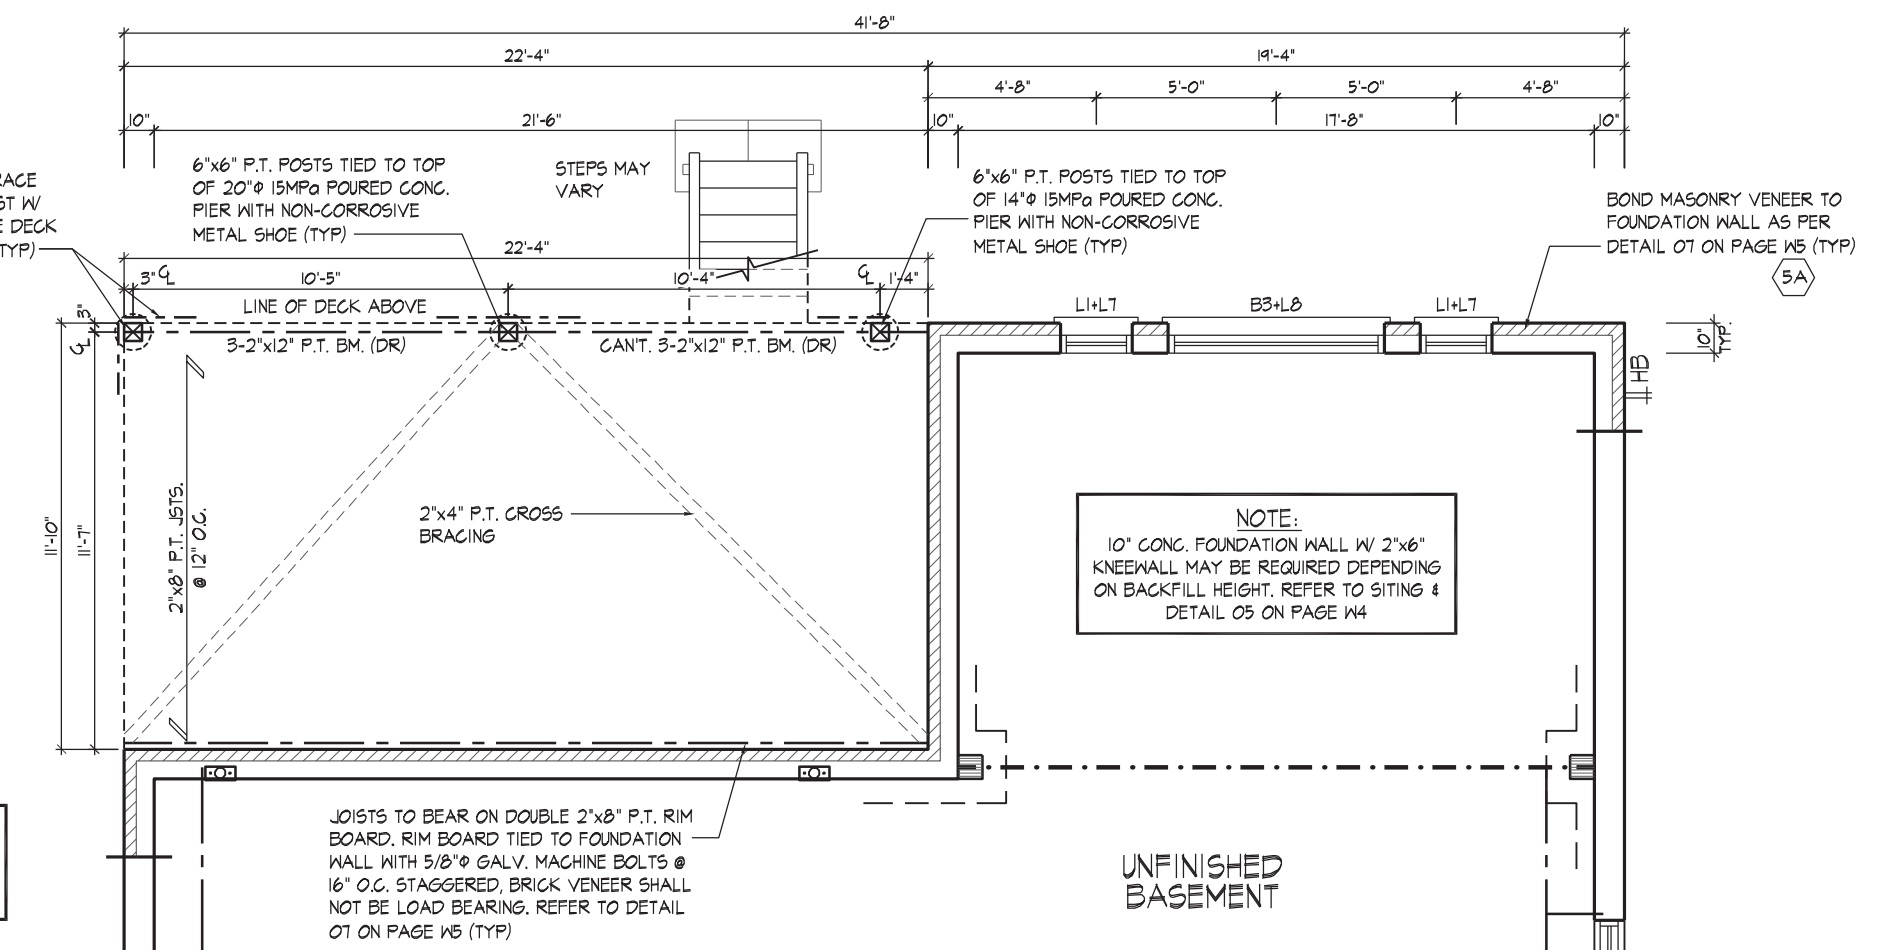 41'-8"
22'-4"
19'-4"
4'-8"
5'-0"
5'-0"
4'-8"
10"
21'-6"
10"
17'-8"
10"
RACE
ST W/
E DECK
TYP)
6"x6" P.T. POSTS TIED TO TOP
OF 20"Φ 15MPa POURED CONC.
PIER WITH NON-CORROSIVE
METAL SHOE (TYP)
STEPS MAY
VARY
6"x6" P.T. POSTS TIED TO TOP
OF 14"Φ 15MPa POURED CONC.
PIER WITH NON-CORROSIVE
METAL SHOE (TYP)
BOND MASONRY VENEER TO
FOUNDATION WALL AS PER
DETAIL 07 ON PAGE W5 (TYP)
5A
22'-4"
3"
CL
10'-5"
10'-4"
CL
1'-4"
LINE OF DECK ABOVE
3"
CL
3-2"x12" P.T. BM. (DR)
CAN'T. 3-2"x12" P.T. BM. (DR)
L1+L7
B3+L8
L1+L7
10"
TYP.
HB
11'-10"
11'-7"
2"x8" P.T. JSTS.
@ 12" O.C.
2"x4" P.T. CROSS
BRACING
NOTE:
10" CONC. FOUNDATION WALL W/ 2"x6"
KNEEWALL MAY BE REQUIRED DEPENDING
ON BACKFILL HEIGHT. REFER TO SITING &
DETAIL 05 ON PAGE W4
JOISTS TO BEAR ON DOUBLE 2"x8" P.T. RIM
BOARD. RIM BOARD TIED TO FOUNDATION
WALL WITH 5/8"Φ GALV. MACHINE BOLTS @
16" O.C. STAGGERED, BRICK VENEER SHALL
NOT BE LOAD BEARING. REFER TO DETAIL
07 ON PAGE W5 (TYP)
UNFINISHED
BASEMENT